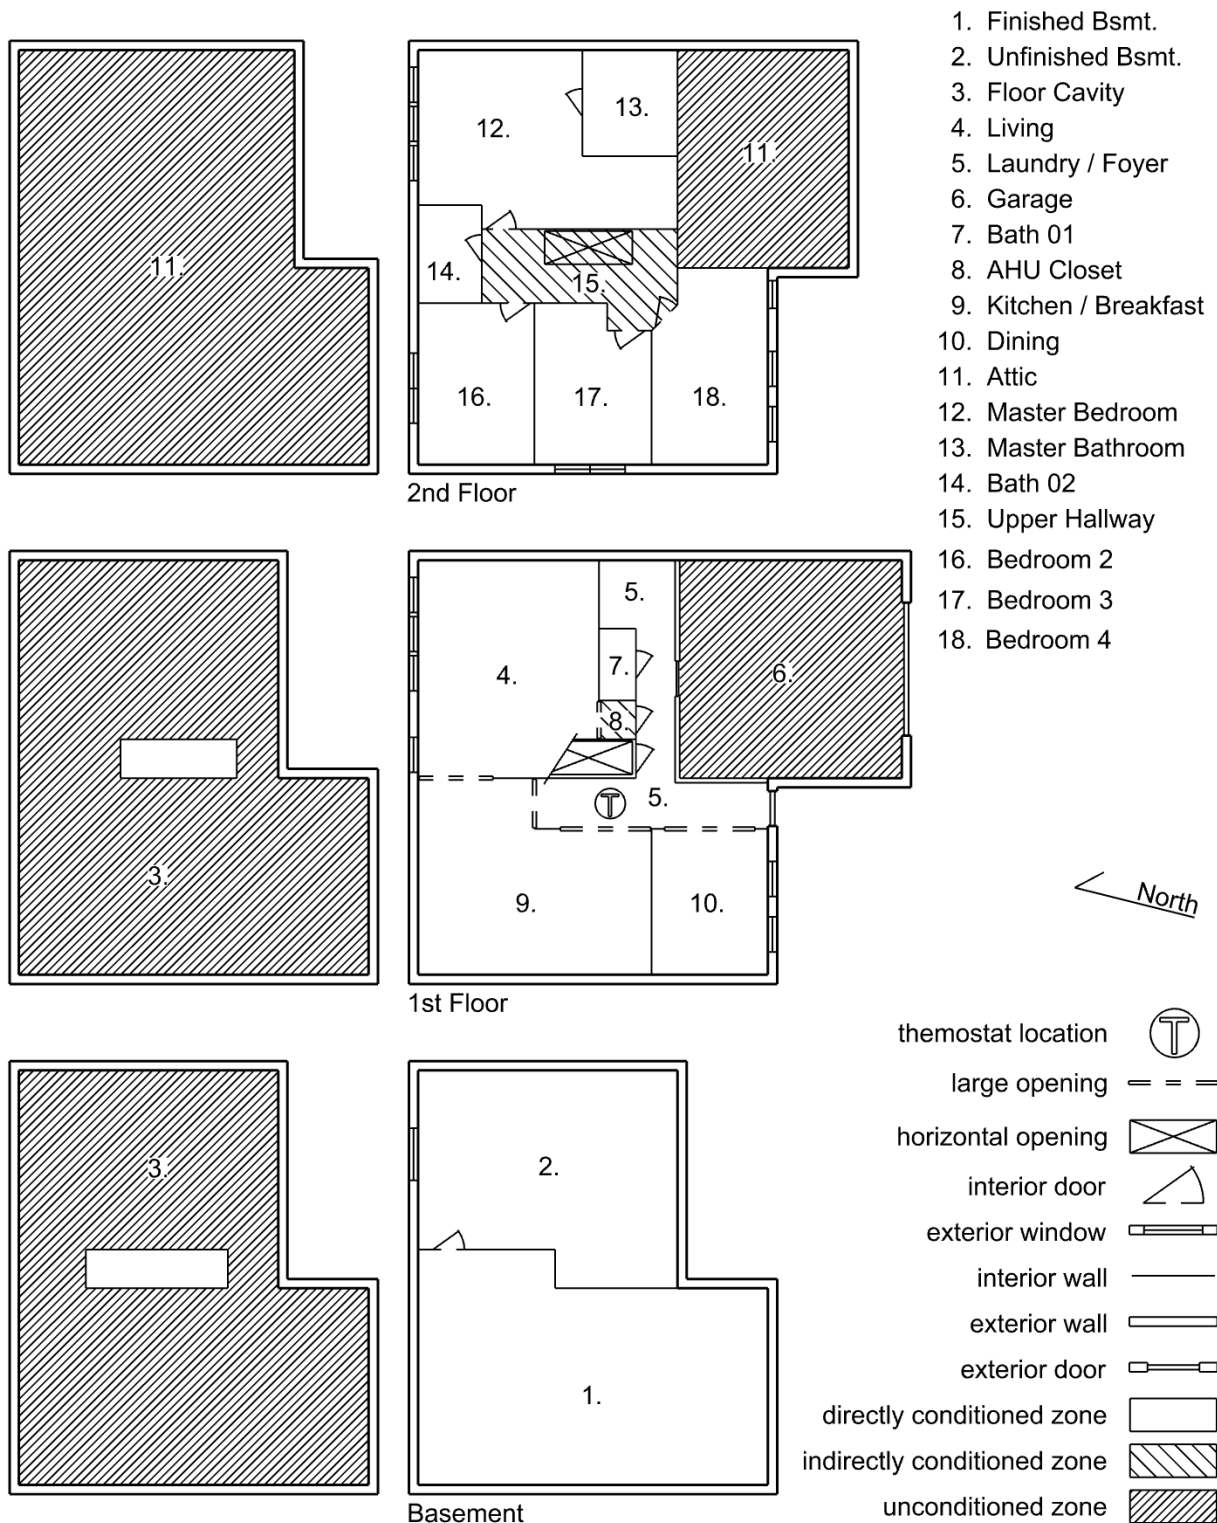 1. Finished Bsmt.
2. Unfinished Bsmt.
3. Floor Cavity
4. Living
5. Laundry / Foyer
6. Garage
7. Bath 01
8. AHU Closet
9. Kitchen / Breakfast
10. Dining
11. Attic
12. Master Bedroom
13. Master Bathroom
14. Bath 02
15. Upper Hallway
16. Bedroom 2
17. Bedroom 3
18. Bedroom 4
11.
12.
13.
11.
14.
15.
16.
17.
18.
2nd Floor
3.
4.
5.
7.
8.
6.
T
5.
9.
10.
1st Floor
North
3.
2.
1.
Basement
themostat location
T
large opening
horizontal opening
interior door
exterior window
interior wall
exterior wall
exterior door
directly conditioned zone
indirectly conditioned zone
unconditioned zone